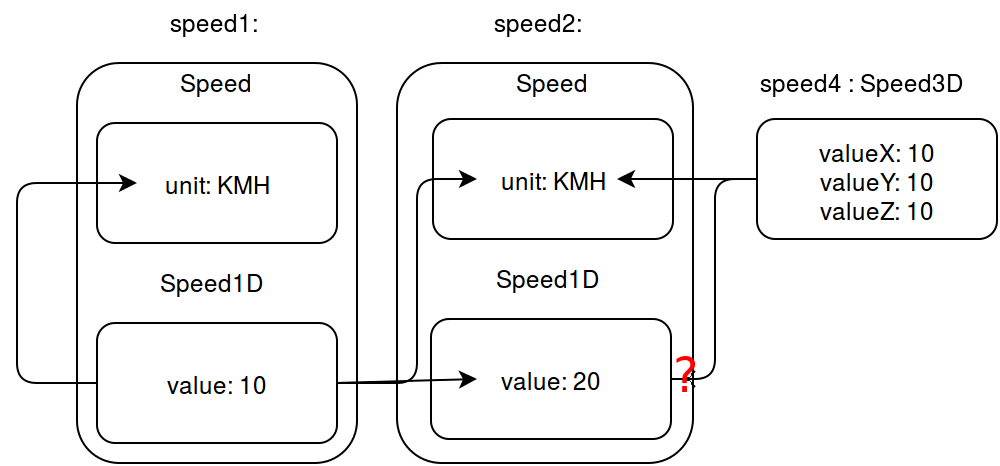 speed1:
Speed
unit: KMH
Speed1D
value: 10
speed2:
Speed
unit: KMH
Speed1D
value: 20
?
speed4 : Speed3D
valueX: 10
valueY: 10
valueZ: 10